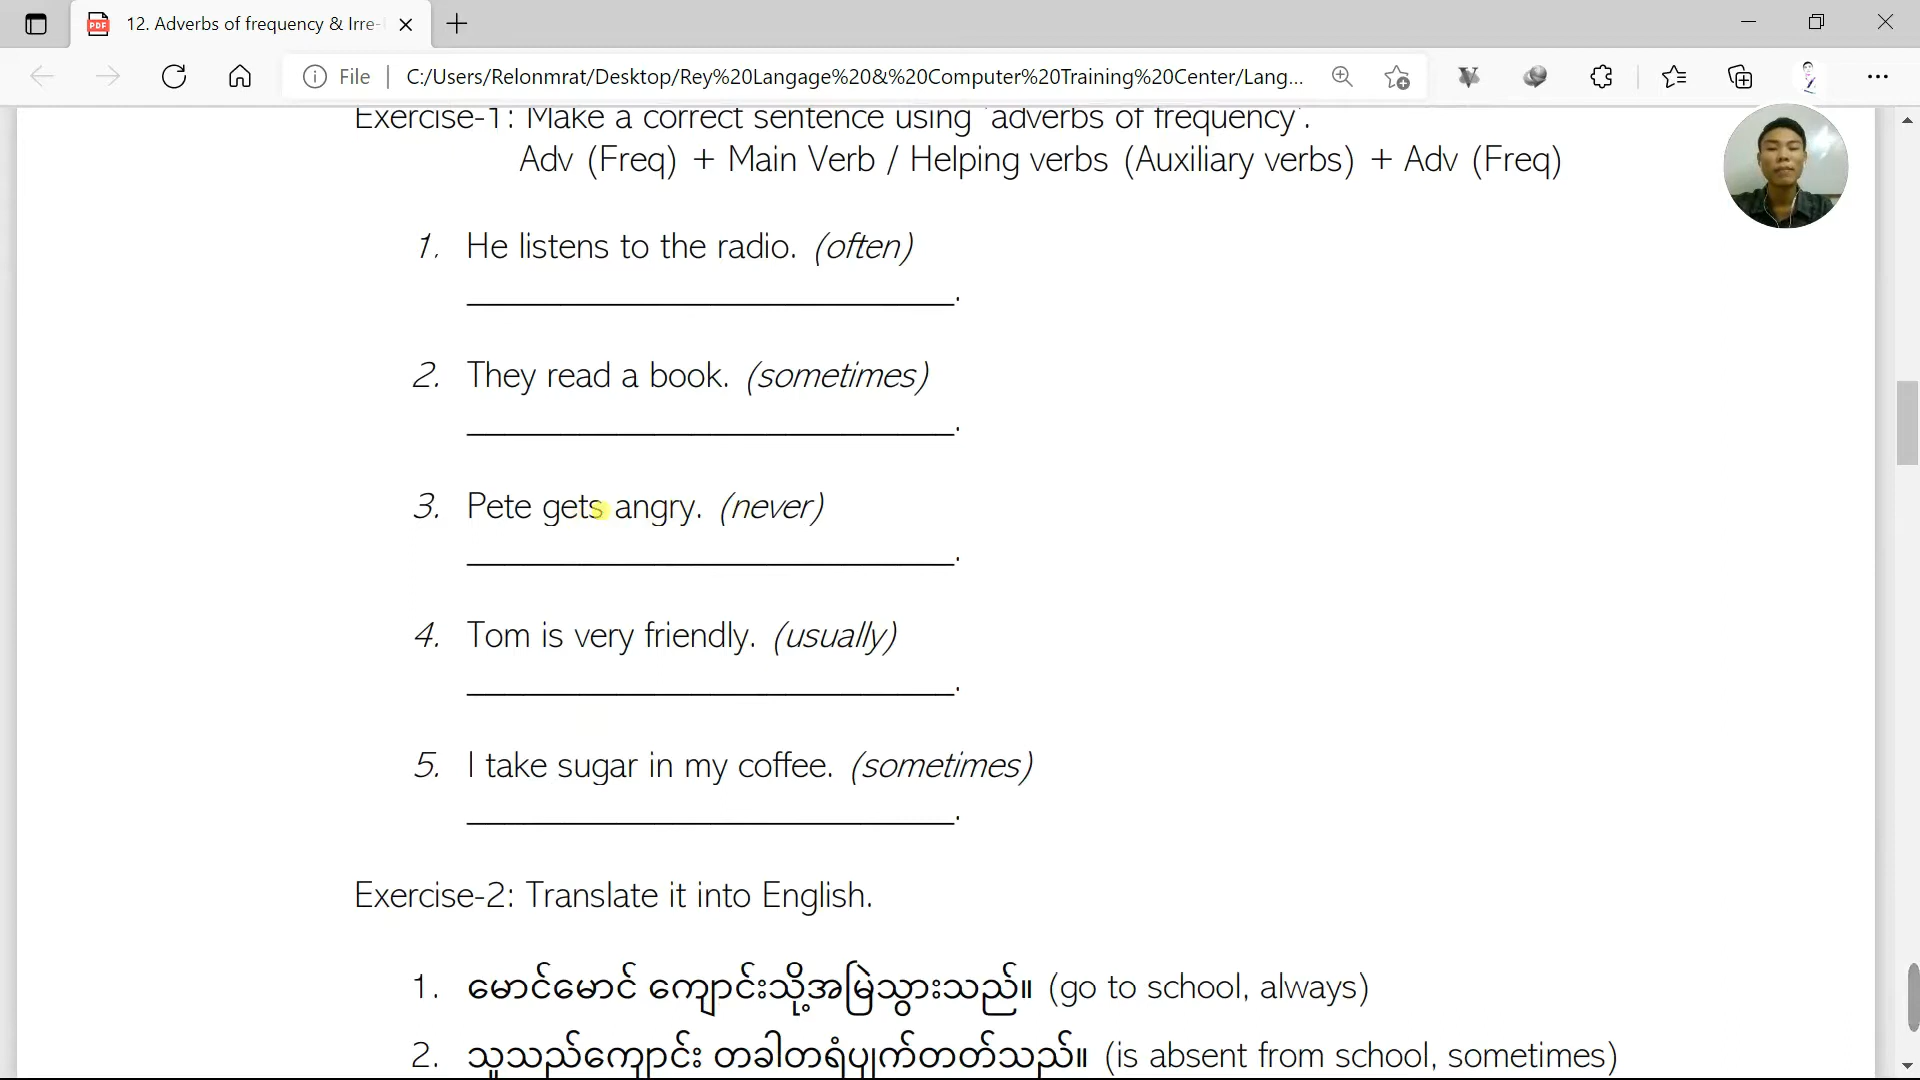 12. Adverbs of frequency & Irre-
File
C:/Users/Relonmrat/Desktop/Rey%20Langage%20&%20Computer%20Training%20Center/Lang...
Exercise-1: Make a correct sentence using 'adverbs of frequency'.
Adv (Freq) + Main Verb / Helping verbs (Auxiliary verbs) + Adv (Freq)
1. He listens to the radio. (often)
2. They read a book. (sometimes)
3. Pete gets angry. (never)
4. Tom is very friendly. (usually)
5. I take sugar in my coffee. (sometimes)
Exercise-2: Translate it into English.
1. မောင်မောင် ကျောင်းသို့အမြဲသွားသည်။ (go to school, always)
2. သူသည်ကျောင်း တခါတရံပျက်တတ်သည်။ (is absent from school, sometimes)